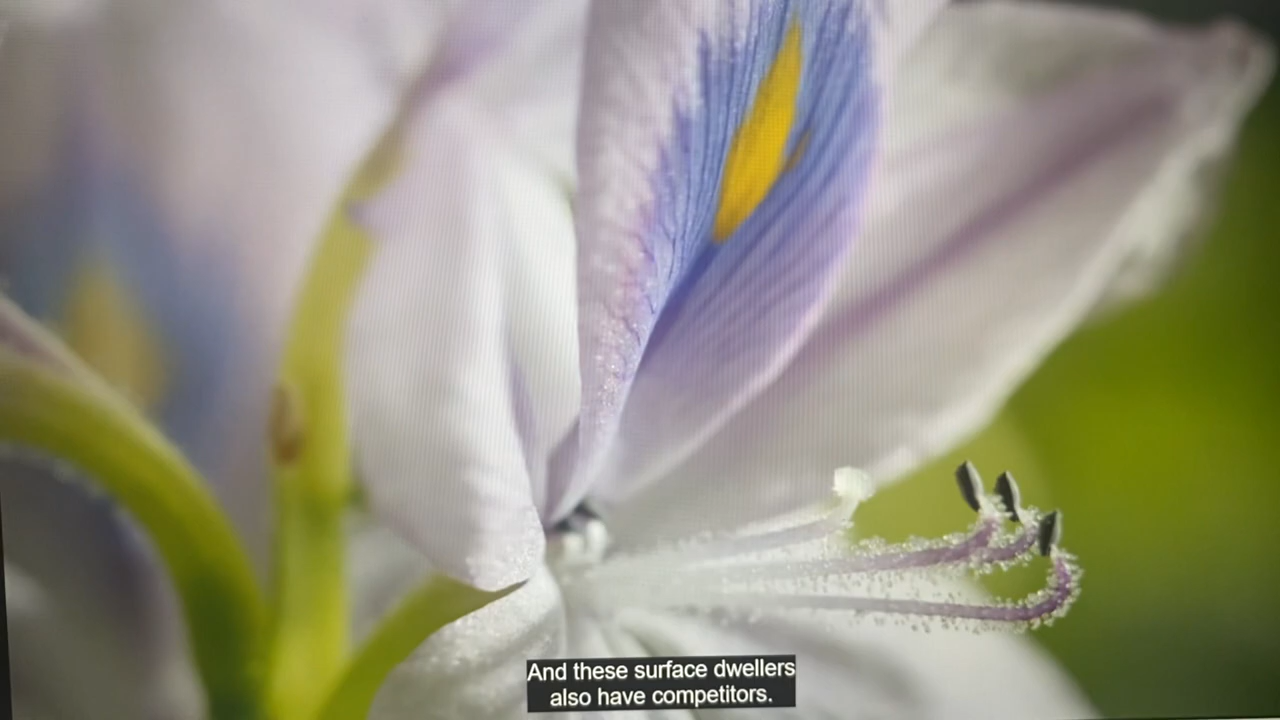 And these surface dwellers
also have competitors.